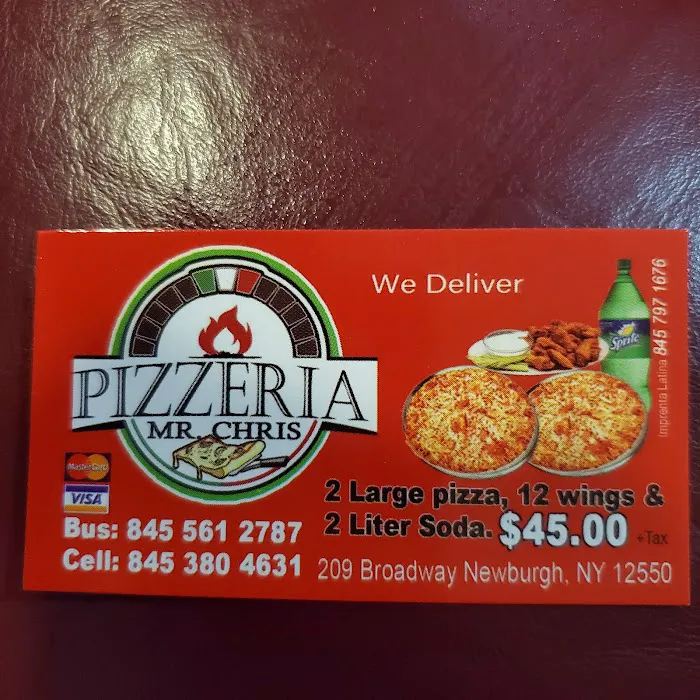 We Deliver
PIZZERIA
MR. CHRIS
Sprite
Imprenta Latina 845 797 1676
MasterCard
VISA
2 Large pizza, 12 wings &
2 Liter Soda. $45.00 +Tax
Bus: 845 561 2787
Cell: 845 380 4631
209 Broadway Newburgh, NY 12550